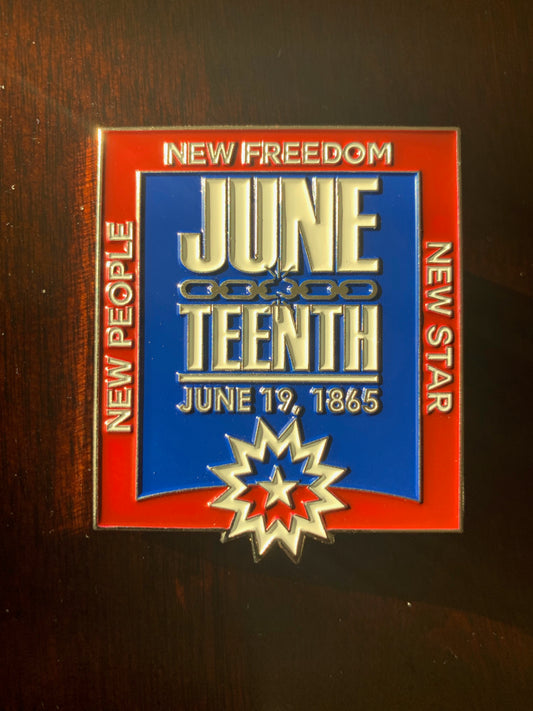 NEW FREEDOM
NEW PEOPLE
JUNE
TEENTH
JUNE 19, 1865
NEW STAR